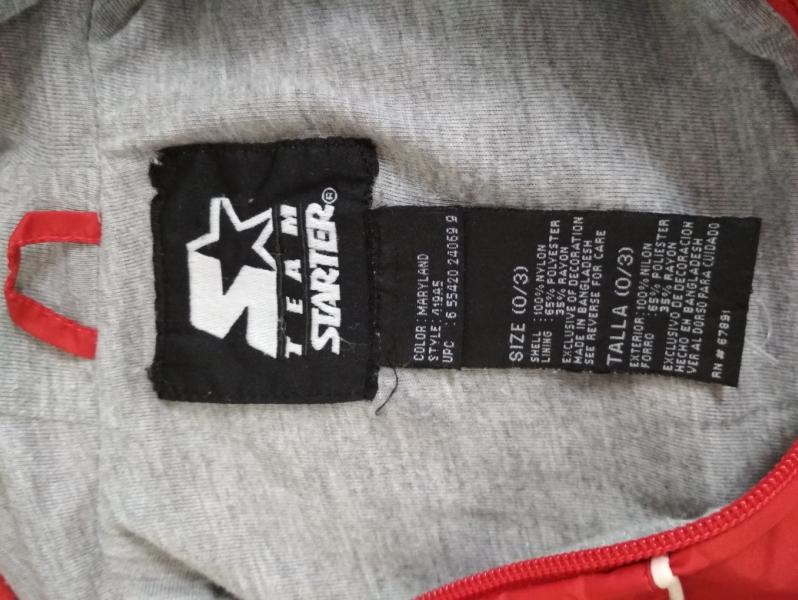 TEAM
STARTER®
COLOR : MARYLAND
STYLE : 419AS
UPC : 6 55420 24069 9
SIZE (0/3)
SHELL : 100% NYLON
LINING : 65% POLYESTER
35% RAYON
EXCLUSIVE OF DECORATION
MADE IN BANGLADESH
SEE REVERSE FOR CARE
TALLA (0/3)
EXTERIOR : 100% NILON
FORRO : 65% POLIESTER
35% RAYON
EXCLUSIVO DE DECORACION
HECHO EN BANGLADESH
VER AL DORSO PARA CUIDADO
RN # 67891